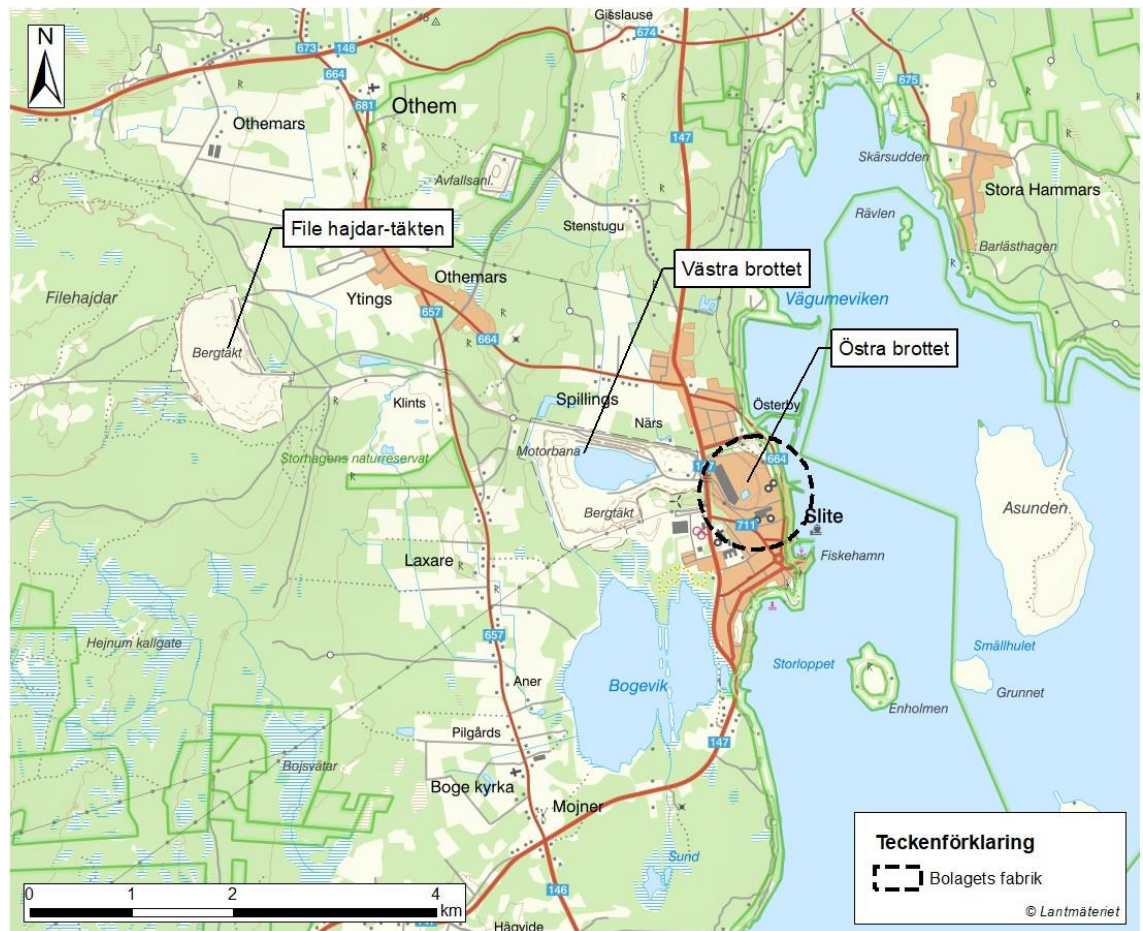 N
48
Gisslause
673
148
674
664
675
681
Othem
Othemars
147
Avfallsanl.
Skärsudden
Stora Hammars
Rävlen
File hajdar-täkten
Stenstugu
Barlästhagen
Västra brottet
Othemars
Filehajdar
Ytings
657
Vägumeviken
664
Östra brottet
Bergtäkt
Klints
Spillings
Österby
Närs
Storhagens naturreservat
Motorbana
664
Asunden
Bergtäkt
711
Slite
Laxare
Fiskehamn
657
Hejnum kallgate
Storloppet
Smällhulet
Aner
Bogevik
Grunnet
Enholmen
Pilgårds
147
Bojsvätar
Boge kyrka
Mojner
Teckenförklaring
Bolagets fabrik
Sund
0 1 2 4
km
146
Hägvide
© Lantmäteriet